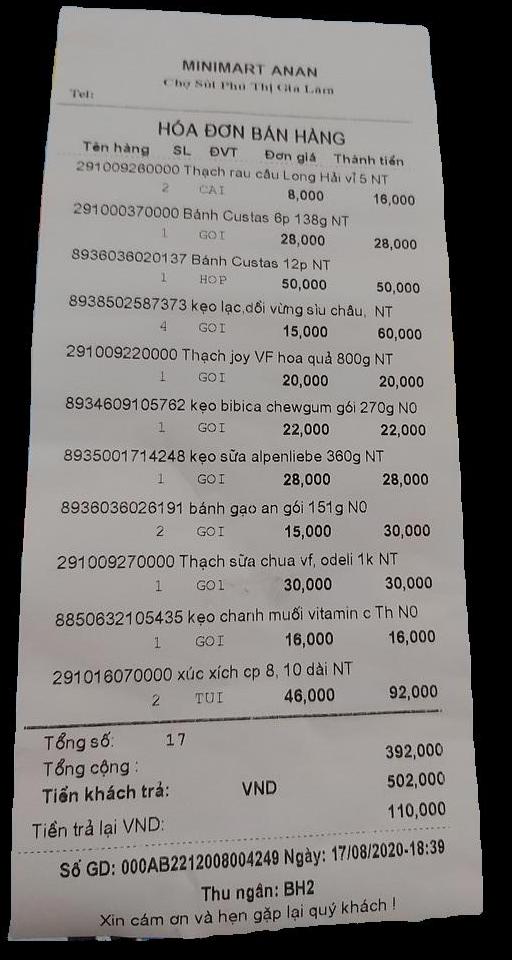 MINIMART ANAN
Chợ Sủi Phú Thị Gia Lâm
Tel:
HÓA ĐƠN BÁN HÀNG
Tên hàng SL ĐVT Đơn giá Thành tiền
291009260000 Thạch rau câu Long Hải vỉ 5 NT
2 CAI 8,000 16,000
291000370000 Bánh Custas 6p 138g NT
1 GOI 28,000 28,000
8936036020137 Bánh Custas 12p NT
1 HOP 50,000 50,000
8938502587373 kẹo lạc,dồi vừng sìu châu, NT
4 GOI 15,000 60,000
291009220000 Thạch joy VF hoa quả 800g NT
1 GOI 20,000 20,000
8934609105762 kẹo bibica chewgum gói 270g N0
1 GOI 22,000 22,000
8935001714248 kẹo sữa alpenliebe 360g NT
1 GOI 28,000 28,000
8936036026191 bánh gạo an gói 151g N0
2 GOI 15,000 30,000
291009270000 Thạch sữa chua vf, odeli 1k NT
1 GOI 30,000 30,000
8850632105435 kẹo chanh muối vitamin c Th N0
1 GOI 16,000 16,000
291016070000 xúc xích cp 8, 10 dài NT
2 TUI 46,000 92,000
Tổng số: 17
Tổng cộng : 392,000
Tiền khách trả: VND 502,000
Tiền trả lại VND: 110,000
Số GD: 000AB2212008004249 Ngày: 17/08/2020-18:39
Thu ngân: BH2
Xin cám ơn và hẹn gặp lại quý khách !